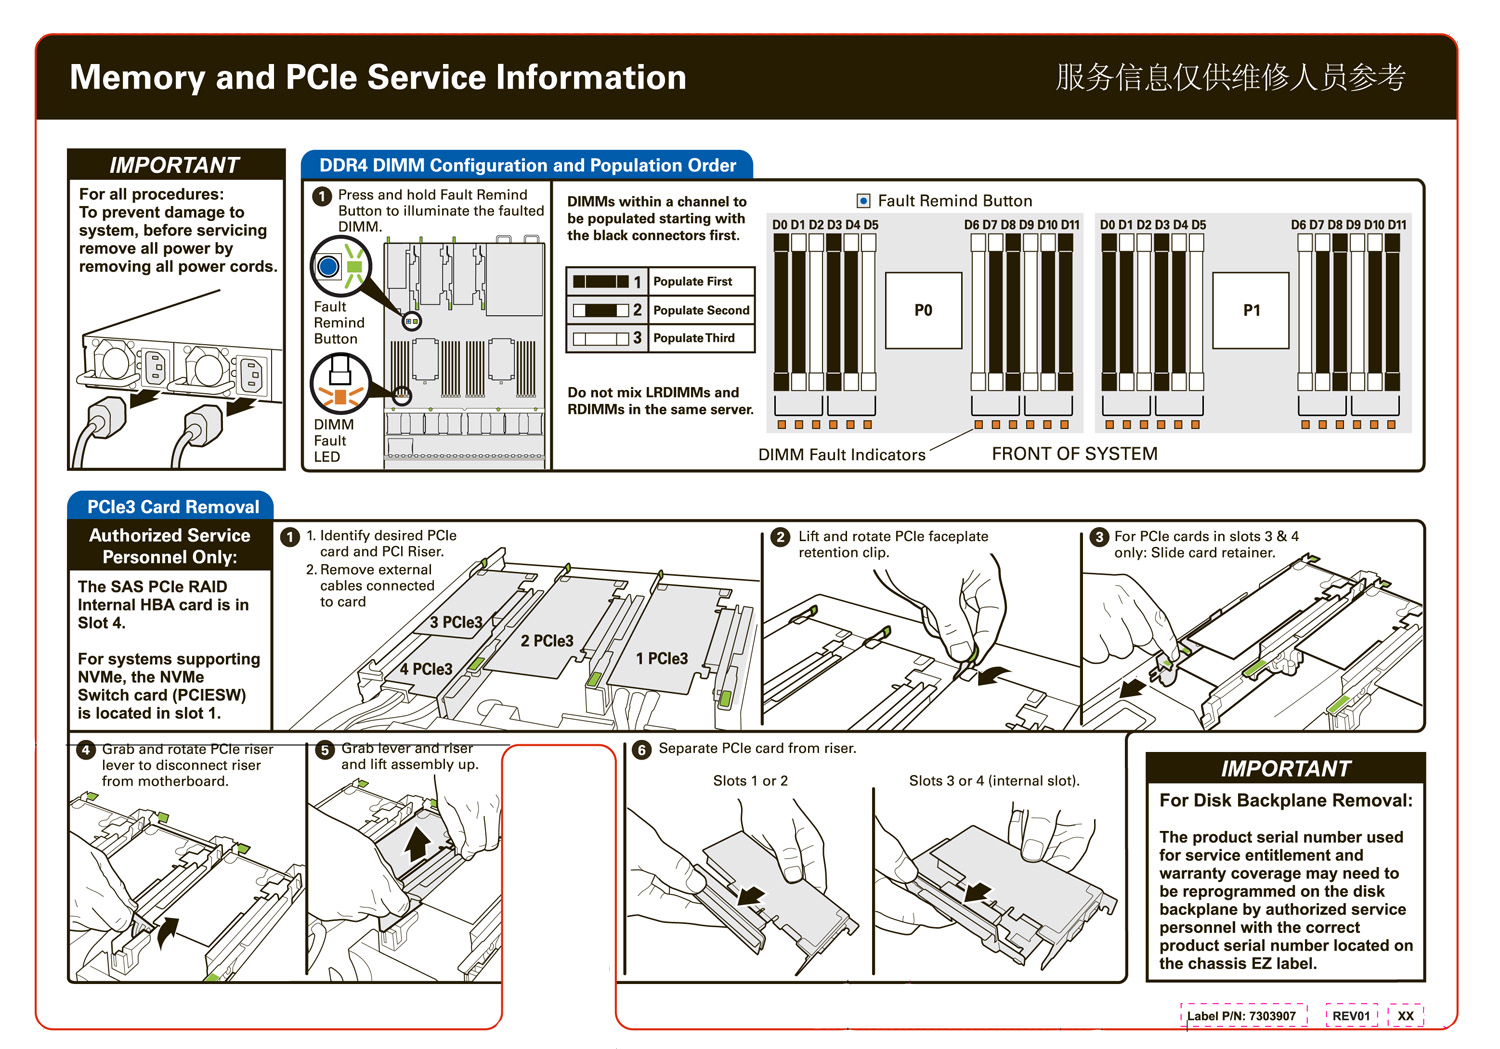 Memory and PCIe Service Information
服务信息仅供维修人员参考
IMPORTANT
For all procedures:
To prevent damage to
system, before servicing
remove all power by
removing all power cords.
DDR4 DIMM Configuration and Population Order
1 Press and hold Fault Remind
Button to illuminate the faulted
DIMM.
Fault
Remind
Button
DIMM
Fault
LED
DIMMs within a channel to
be populated starting with
the black connectors first.
1 Populate First
2 Populate Second
3 Populate Third
Do not mix LRDIMMs and
RDIMMs in the same server.
Fault Remind Button
D0 D1 D2 D3 D4 D5
D6 D7 D8 D9 D10 D11
D0 D1 D2 D3 D4 D5
D6 D7 D8 D9 D10 D11
P0
P1
DIMM Fault Indicators
FRONT OF SYSTEM
PCIe3 Card Removal
Authorized Service
Personnel Only:
The SAS PCIe RAID
Internal HBA card is in
Slot 4.
For systems supporting
NVMe, the NVMe
Switch card (PCIESW)
is located in slot 1.
1 1. Identify desired PCIe
card and PCI Riser.
2. Remove external
cables connected
to card
3 PCIe3
4 PCIe3
2 PCIe3
1 PCIe3
2 Lift and rotate PCIe faceplate
retention clip.
3 For PCIe cards in slots 3 & 4
only: Slide card retainer.
4 Grab and rotate PCIe riser
lever to disconnect riser
from motherboard.
5 Grab lever and riser
and lift assembly up.
6 Separate PCIe card from riser.
Slots 1 or 2
Slots 3 or 4 (internal slot).
IMPORTANT
For Disk Backplane Removal:
The product serial number used
for service entitlement and
warranty coverage may need to
be reprogrammed on the disk
backplane by authorized service
personnel with the correct
product serial number located on
the chassis EZ label.
Label P/N: 7303907
REV01
XX